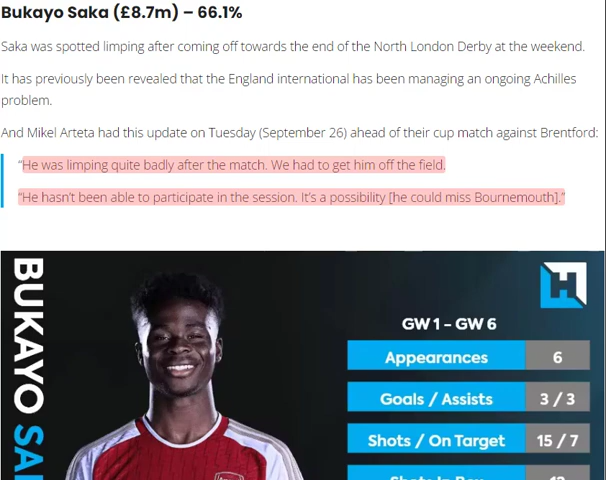 Bukayo Saka (£8.7m) – 66.1%
Saka was spotted limping after coming off towards the end of the North London Derby at the weekend.
It has previously been revealed that the England international has been managing an ongoing Achilles
problem.
And Mikel Arteta had this update on Tuesday (September 26) ahead of their cup match against Brentford:
“He was limping quite badly after the match. We had to get him off the field.
“He hasn’t been able to participate in the session. It’s a possibility [he could miss Bournemouth].”
BUKAYO SA
H
GW 1 – GW 6
Appearances 6
Goals / Assists 3 / 3
Shots / On Target 15 / 7
Shots In Box